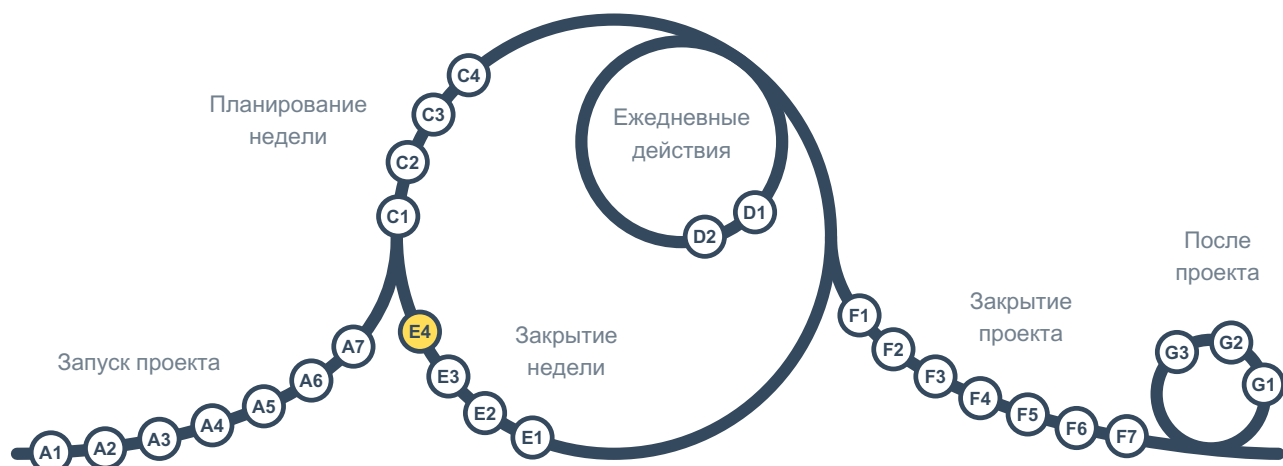 C4
Планирование
недели
C3
C2
C1
Ежедневные
действия
D1
D2
После
проекта
Запуск проекта
A1
A2
A3
A4
A5
A6
A7
E4
E3
E2
E1
Закрытие
недели
F1
F2
F3
F4
F5
F6
F7
Закрытие
проекта
G3
G2
G1